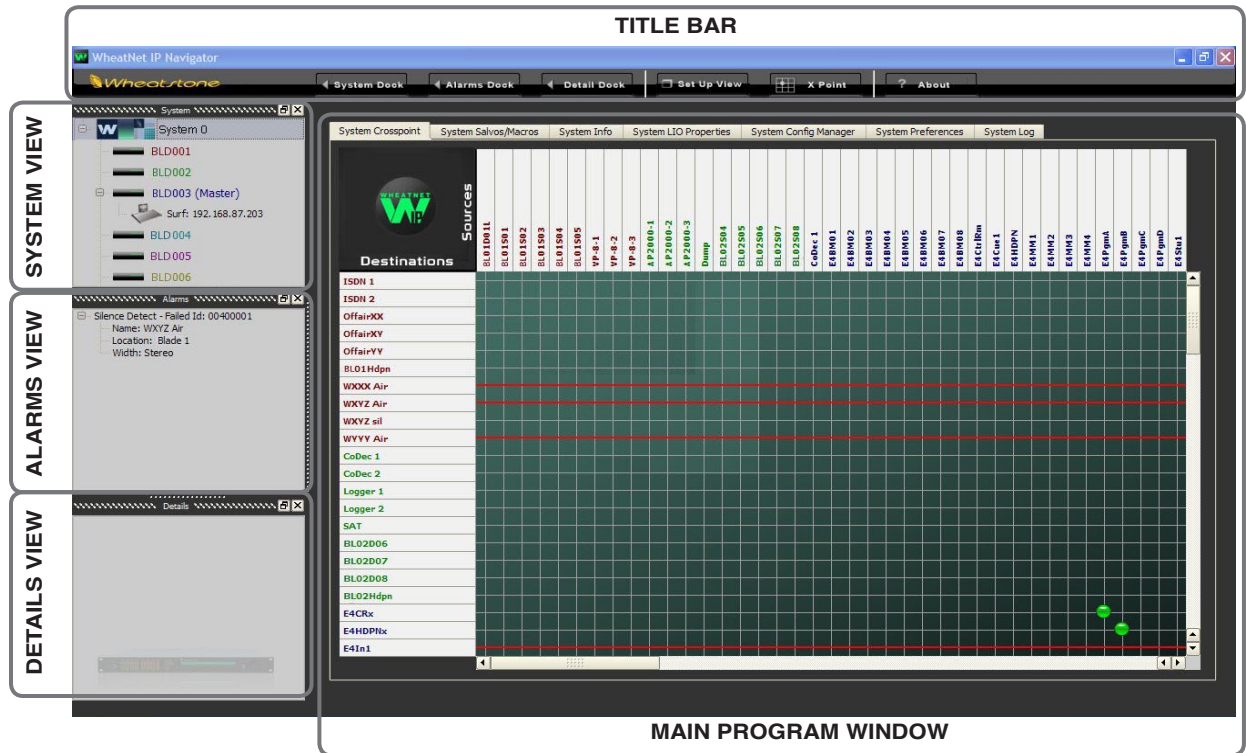 TITLE BAR
WheatNet IP Navigator
Wheatstone
System Dock
Alarms Dock
Detail Dock
Set Up View
X Point
? About
SYSTEM VIEW
System
W System 0
BLD001
BLD002
BLD003 (Master)
Surf: 192.168.87.203
BLD004
BLD005
BLD006
ALARMS VIEW
Alarms
Silence Detect - Failed Id: 00400001
Name: WXYZ Air
Location: Blade 1
Width: Stereo
DETAILS VIEW
Details
System Crosspoint
System Salvos/Macros
System Info
System LIO Properties
System Config Manager
System Preferences
System Log
WHEATNET
W IP
Sources
Destinations
BL01D01L
BL01S01
BL01S02
BL01S03
BL01S04
BL01S05
VP-8-1
VP-8-2
VP-8-3
AP2000-1
AP2000-2
AP2000-3
Dump
BL02S04
BL02S05
BL02S06
BL02S07
BL02S08
CoDec 1
E4BM01
E4BM02
E4BM03
E4BM04
E4BM05
E4BM06
E4BM07
E4BM08
E4CtrlRm
E4Cue1
E4HDPN
E4MM1
E4MM2
E4MM3
E4MM4
E4PgmA
E4PgmB
E4PgmC
E4PgmD
E4Stu1
ISDN 1
ISDN 2
OffairXX
OffairXY
OffairYY
BL01Hdpn
WXXX Air
WXYZ Air
WXYZ sil
WYYY Air
CoDec 1
CoDec 2
Logger 1
Logger 2
SAT
BL02D06
BL02D07
BL02D08
BL02Hdpn
E4CRx
E4HDPNx
E4In1
MAIN PROGRAM WINDOW